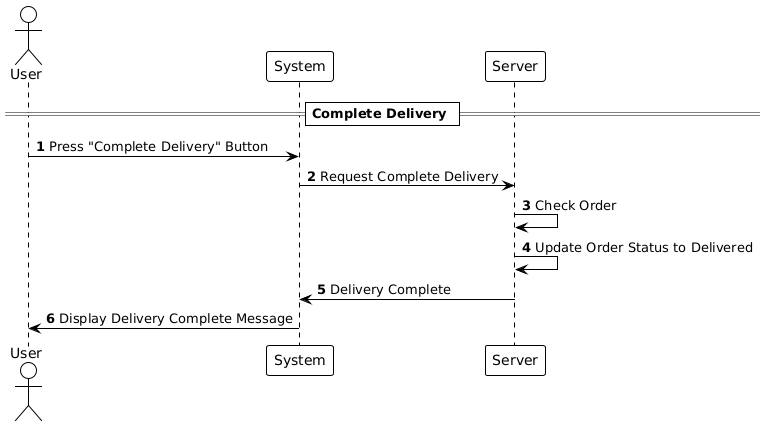 User
System
Server
Complete Delivery
1 Press "Complete Delivery" Button
2 Request Complete Delivery
3 Check Order
4 Update Order Status to Delivered
5 Delivery Complete
6 Display Delivery Complete Message
User
System
Server